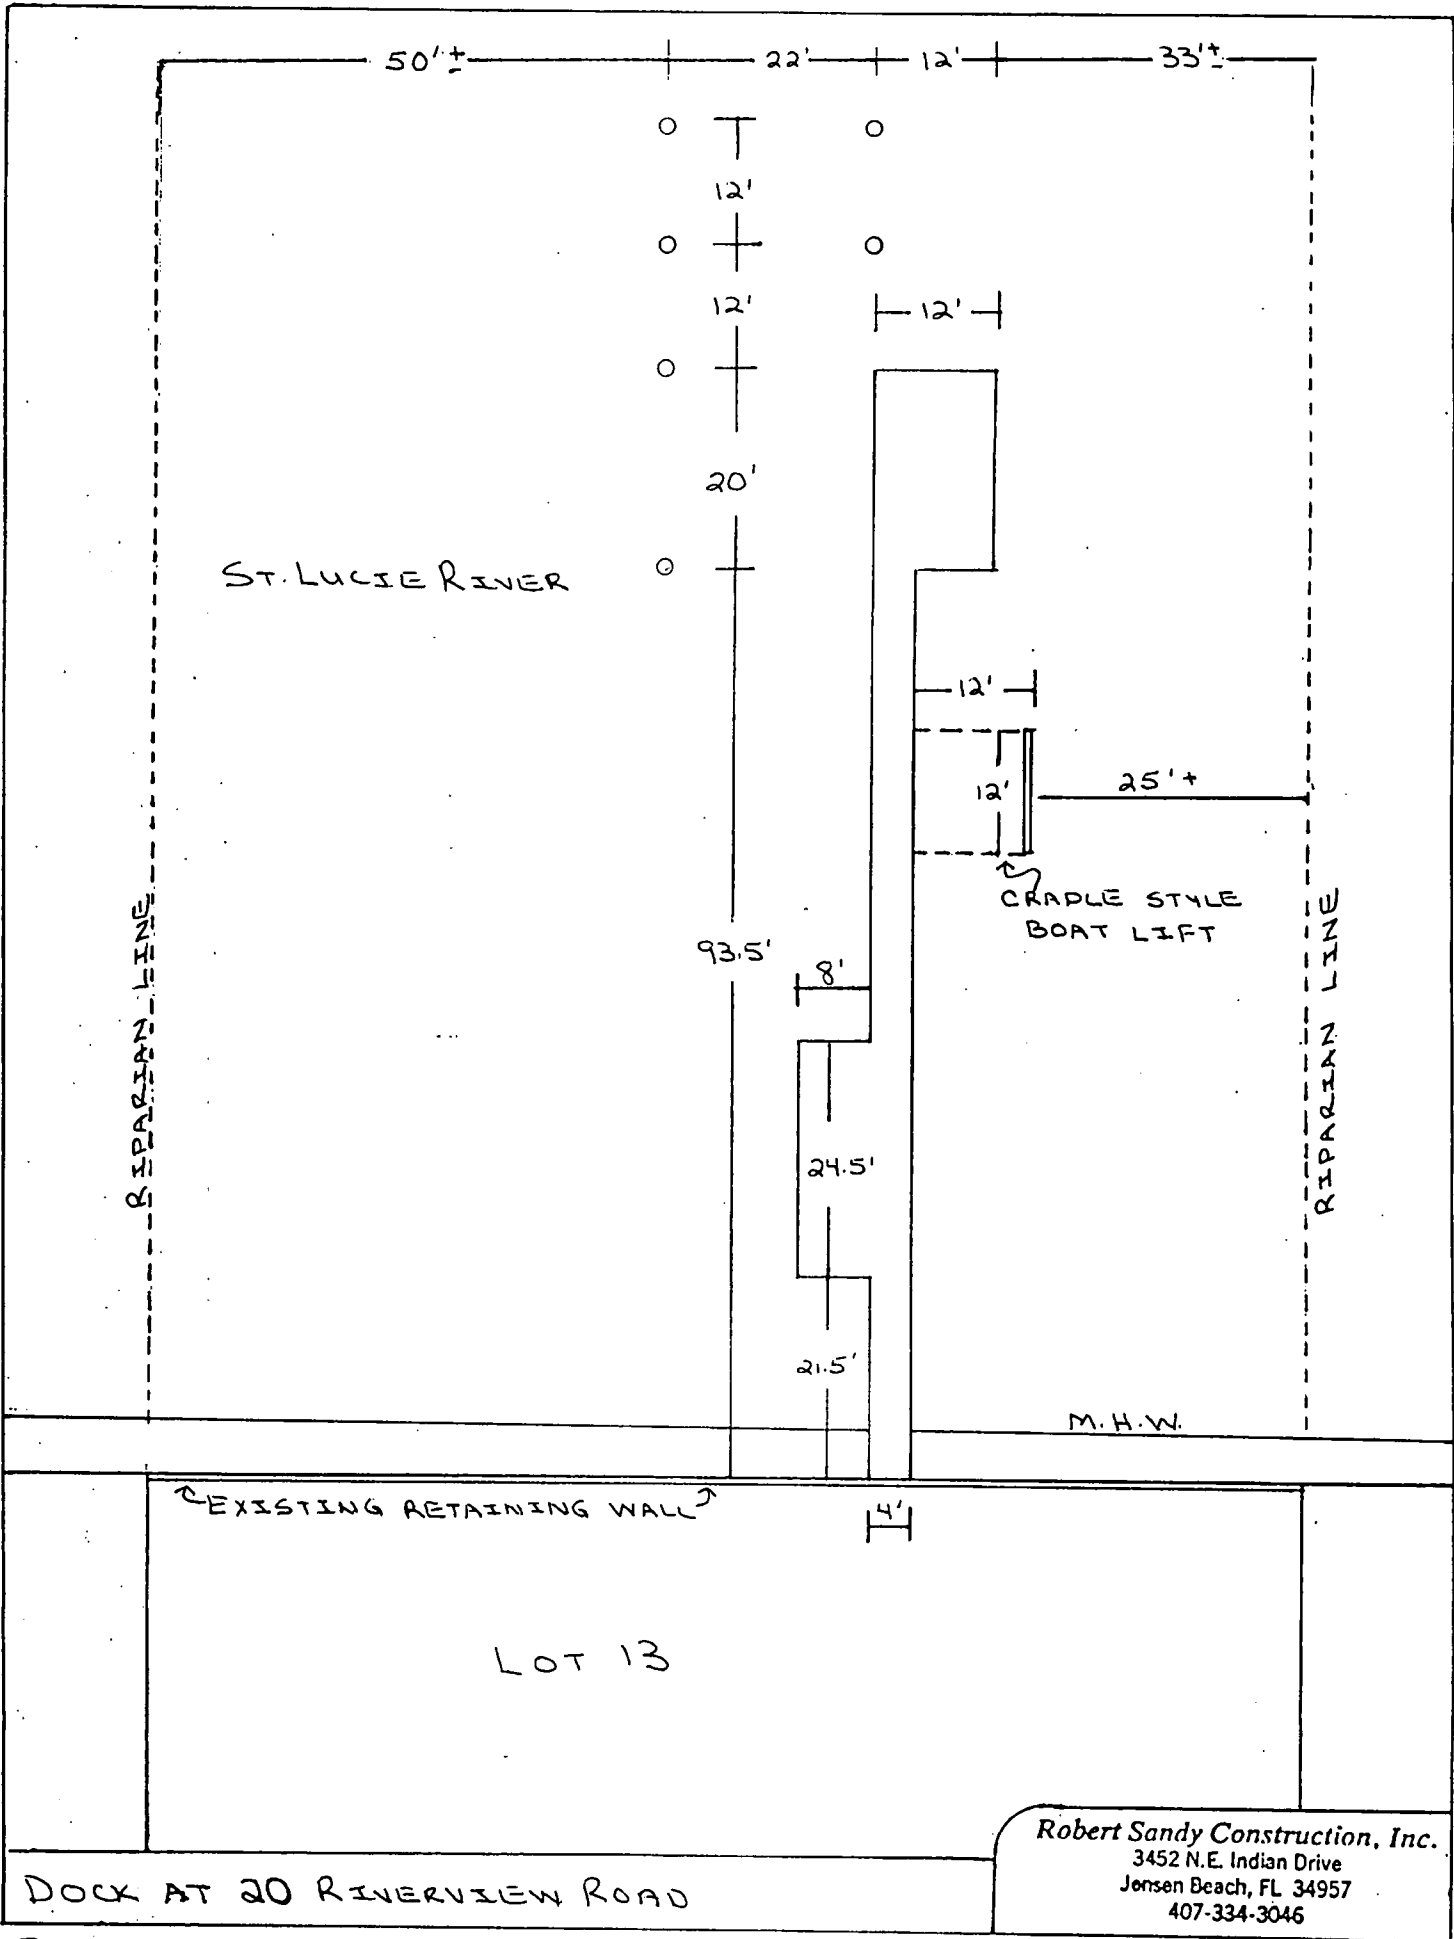 50'± 22' 12' 33'±
12'
12'
12'
20'
ST. LUCIE RIVER
12'
12'
25'+
CRADLE STYLE
BOAT LIFT
RIPARIAN LINE
RIPARIAN LINE
93.5'
8'
24.5'
21.5'
M.H.W.
EXISTING RETAINING WALL
4'
LOT 13
DOCK AT 20 RIVERVIEW ROAD
Robert Sandy Construction, Inc.
3452 N.E. Indian Drive
Jensen Beach, FL 34957
407-334-3046